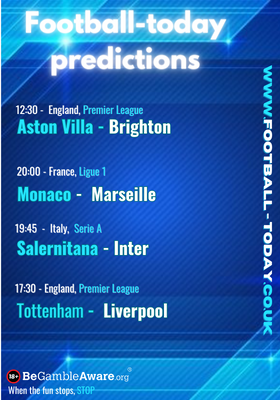 Football-today
predictions
12:30 - England, Premier League
Aston Villa - Brighton
20:00 - France, Ligue 1
Monaco - Marseille
19:45 - Italy, Serie A
Salernitana - Inter
17:30 - England, Premier League
Tottenham - Liverpool
WWW.FOOTBALL-TODAY.CO.UK
18+ BeGambleAware.org®
When the fun stops, STOP